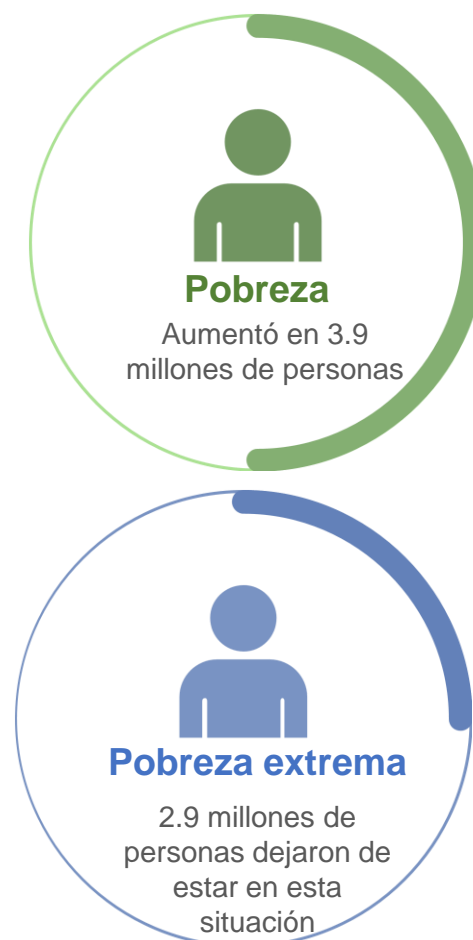 Pobreza
Aumentó en 3.9
millones de personas
Pobreza extrema
2.9 millones de
personas dejaron de
estar en esta
situación